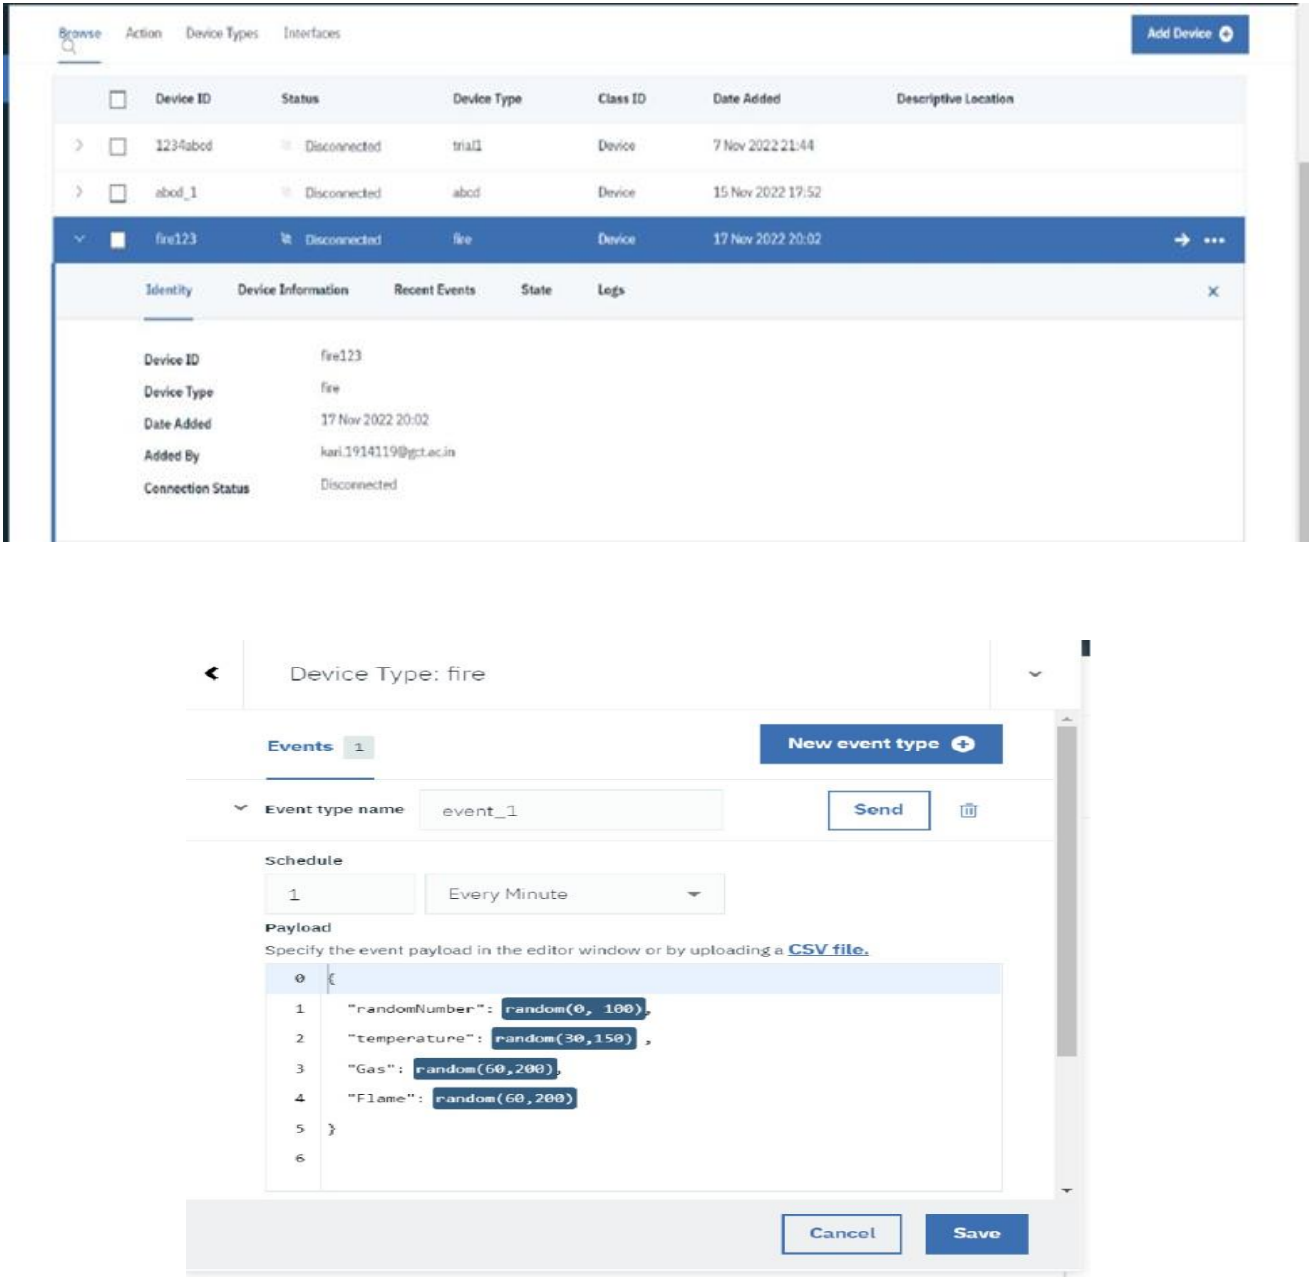 Browse Action Device Types Interfaces Add Device
Device ID Status Device Type Class ID Date Added Descriptive Location
1234abcd Disconnected trial1 Device 7 Nov 2022 21:44
abcd_1 Disconnected abcd Device 15 Nov 2022 17:52
fire123 Disconnected fire Device 17 Nov 2022 20:02
Identity Device Information Recent Events State Logs
Device ID fire123
Device Type fire
Date Added 17 Nov 2022 20:02
Added By kari.1914119@gct.ac.in
Connection Status Disconnected
Device Type: fire
Events 1 New event type
Event type name event_1 Send
Schedule
1 Every Minute
Payload
Specify the event payload in the editor window or by uploading a CSV file.
0 {
1 "randomNumber": random(0, 100),
2 "temperature": random(30,150) ,
3 "Gas": random(60,200),
4 "Flame": random(60,200)
5 }
6
Cancel Save